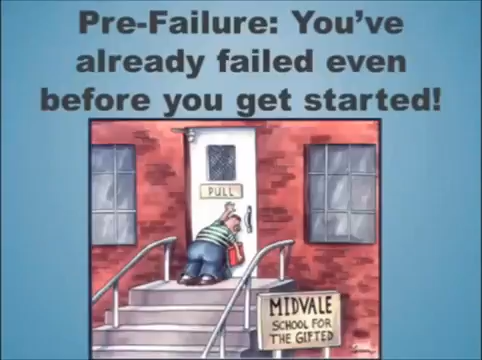 Pre-Failure: You've
already failed even
before you get started!
PULL
MIDVALE
SCHOOL FOR
THE GIFTED